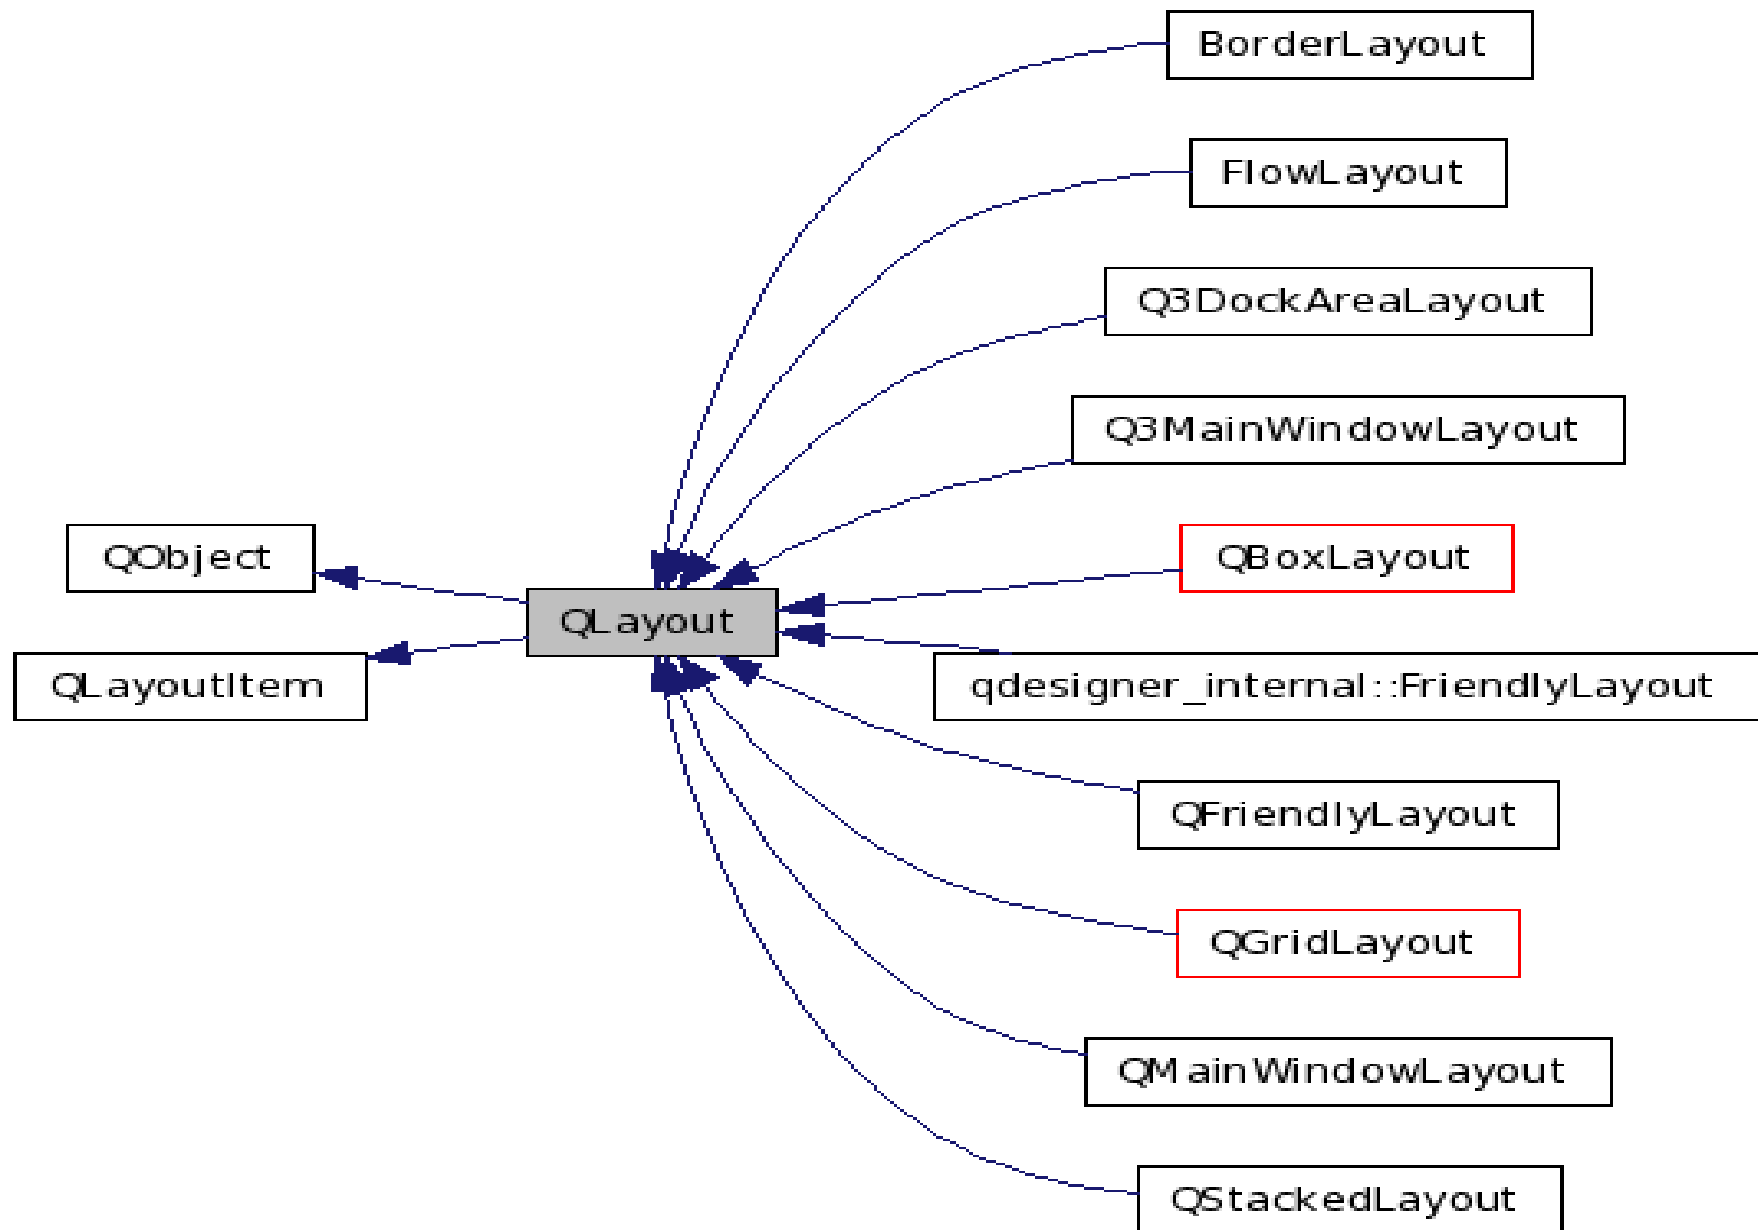 BorderLayout
FlowLayout
Q3DockAreaLayout
Q3MainWindowLayout
QObject
QBoxLayout
QLayout
QLayoutItem
qdesigner_internal::FriendlyLayout
QFriendlyLayout
QGridLayout
QMainWindowLayout
QStackedLayout